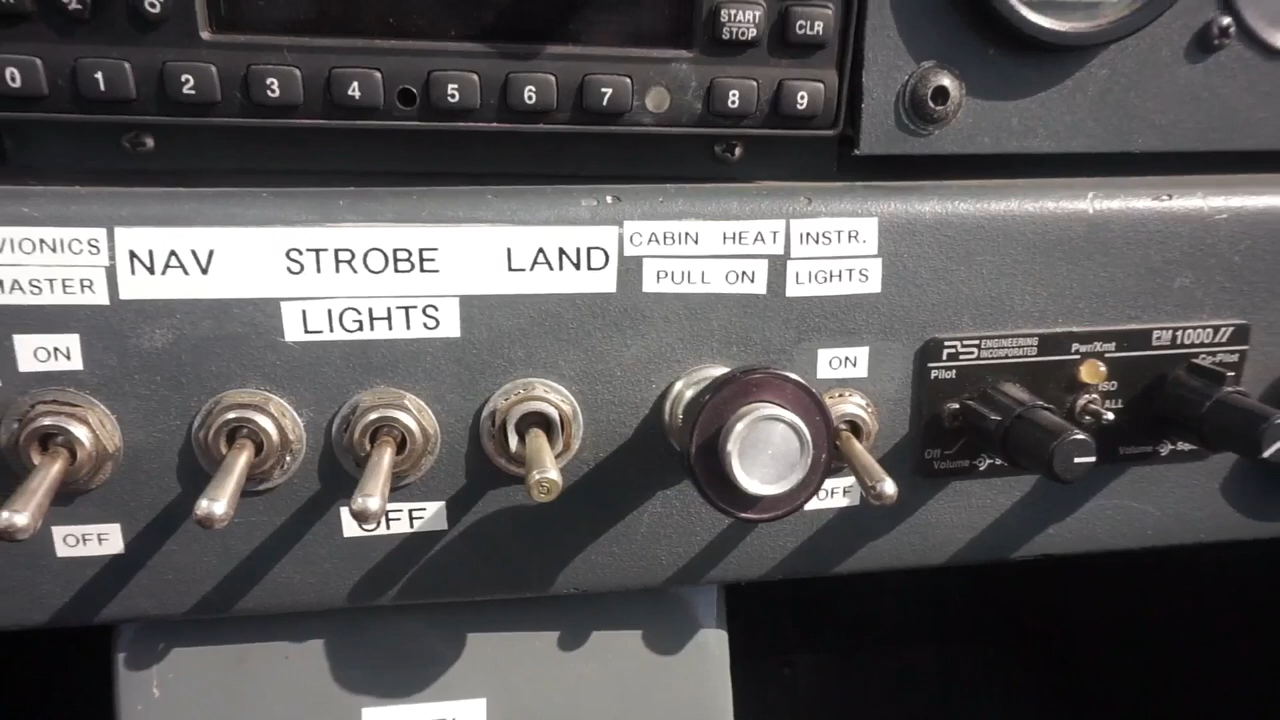 START
STOP
CLR
0 1 2 3 4 5 6 7 8 9
VIONICS
MASTER
NAV STROBE LAND
LIGHTS
CABIN HEAT
PULL ON
INSTR.
LIGHTS
ON
ON
OFF
OFF
OFF
PS ENGINEERING
INCORPORATED
PM 1000 II
Pwr/Xmt
Pilot
Co-Pilot
ISO
ALL
Off
Volume
Volume